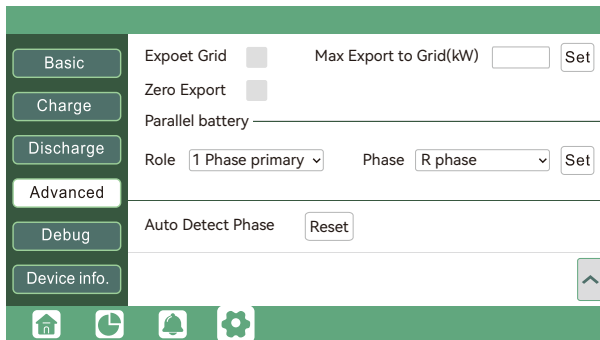 Basic
Charge
Discharge
Advanced
Debug
Device info.
Expoet Grid
Max Export to Grid(kW)
Set
Zero Export
Parallel battery
Role
1 Phase primary
Phase
R phase
Set
Auto Detect Phase
Reset